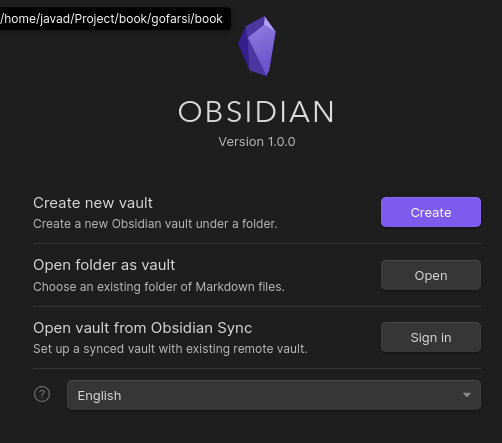 /home/javad/Project/book/gofarsi/book
OBSIDIAN
Version 1.0.0
Create new vault
Create a new Obsidian vault under a folder.
Create
Open folder as vault
Choose an existing folder of Markdown files.
Open
Open vault from Obsidian Sync
Set up a synced vault with existing remote vault.
Sign in
?
English